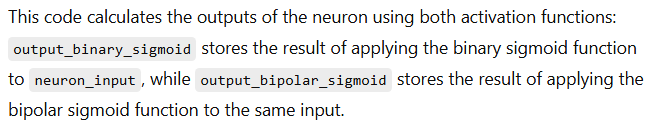 This code calculates the outputs of the neuron using both activation functions:
output_binary_sigmoid stores the result of applying the binary sigmoid function
to neuron_input, while output_bipolar_sigmoid stores the result of applying the
bipolar sigmoid function to the same input.